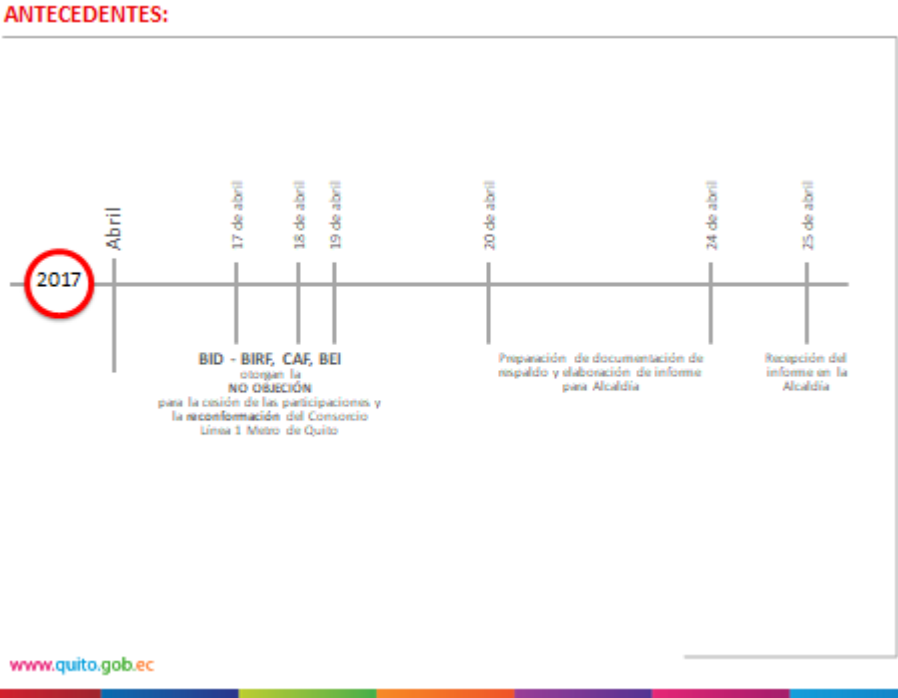 ANTECEDENTES:
2017
Abril
17 de abril
18 de abril
19 de abril
20 de abril
24 de abril
25 de abril
BID - BIRF, CAF, BEI
otorgan la
NO OBJECIÓN
para la cesión de las participaciones y
la reconformación del Consorcio
Línea 1 Metro de Quito
Preparación de documentación de
respaldo y elaboración de informe
para Alcaldía
Recepción del
informe en la
Alcaldía
www.quito.gob.ec